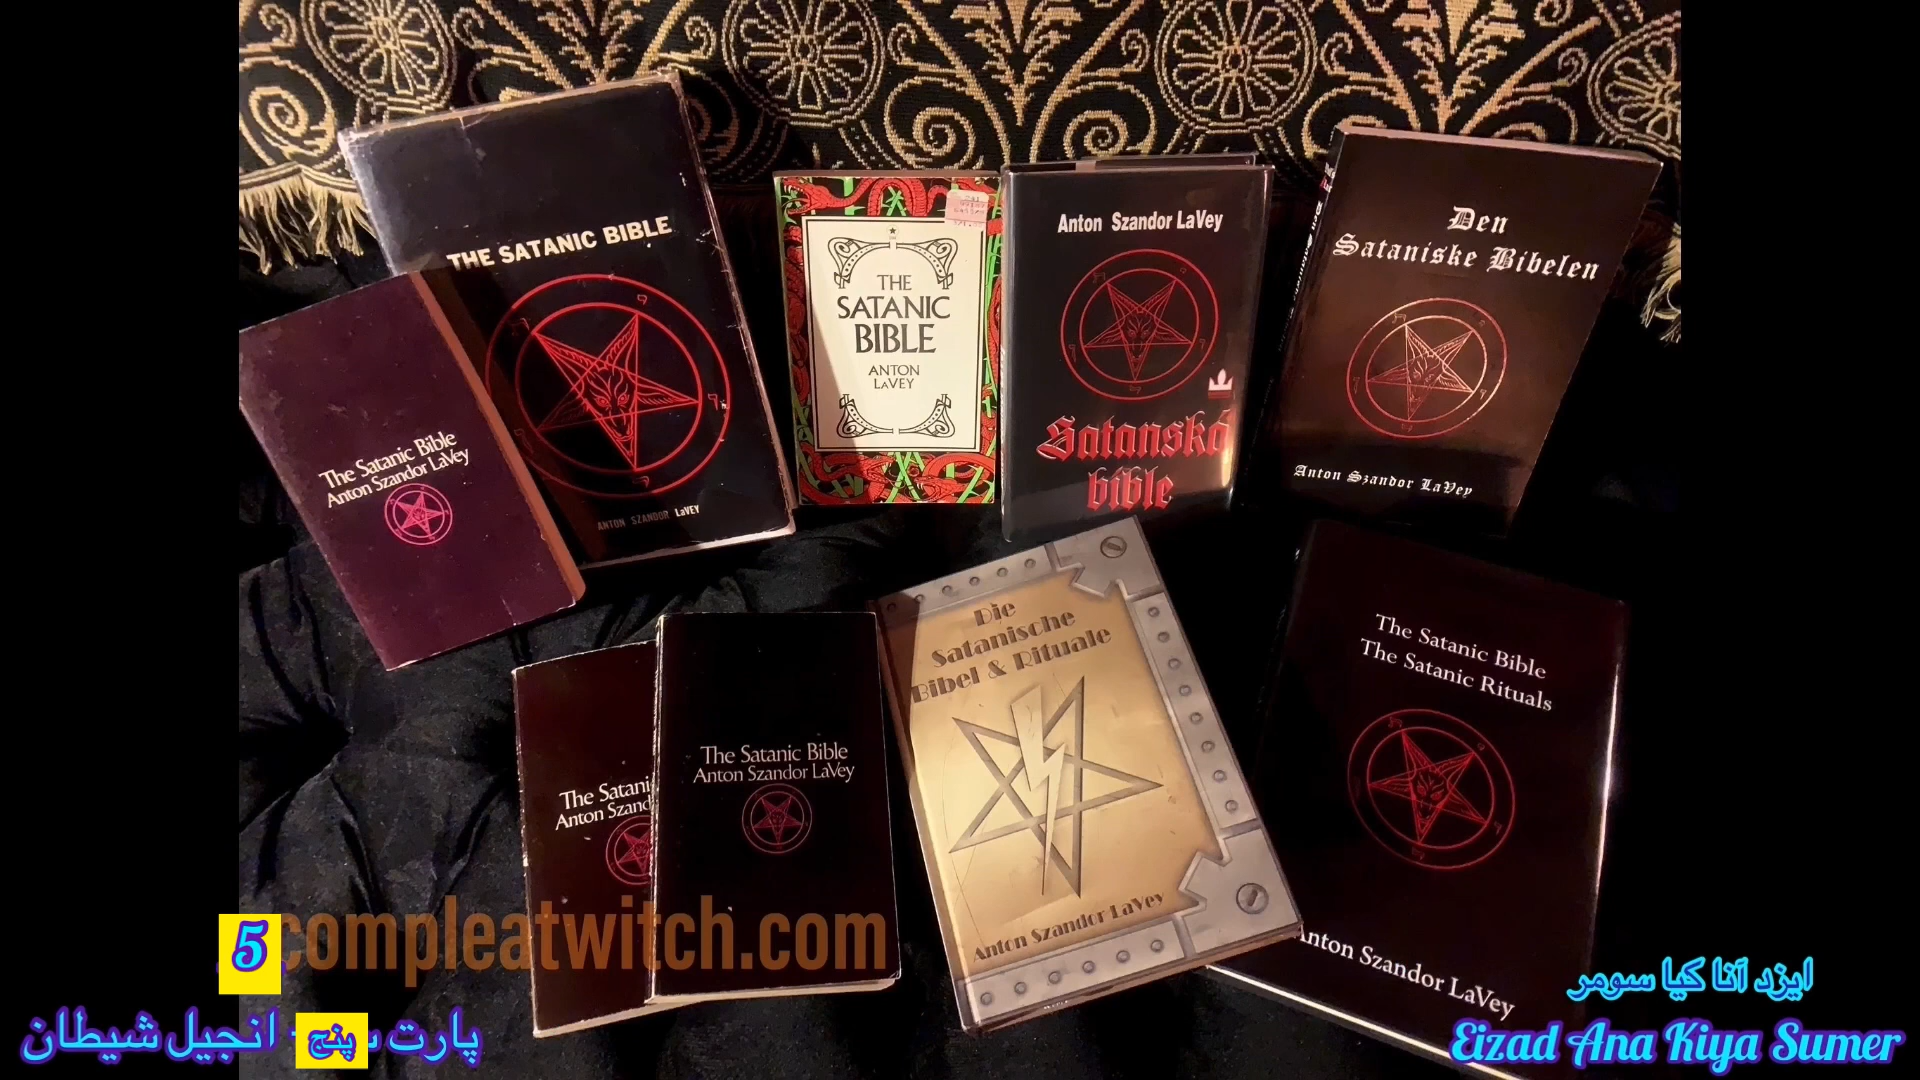 THE SATANIC BIBLE
ANTON SZANDOR LaVEY
The Satanic Bible
Anton Szandor LaVey
THE
SATANIC
BIBLE
ANTON
LAVEY
Anton Szandor LaVey
Satanská
bible
Den
Sataniske Bibelen
Anton Szandor LaVey
The Satani
Anton Szand
The Satanic Bible
Anton Szandor LaVey
Die
Satanische
Bibel & Rituale
Anton Szandor LaVey
The Satanic Bible
The Satanic Rituals
Anton Szandor LaVey
5
compleatwitch.com
پارت پنج - انجیل شیطان
ایزد آنا کیا سومر
Eizad Ana Kiya Sumer